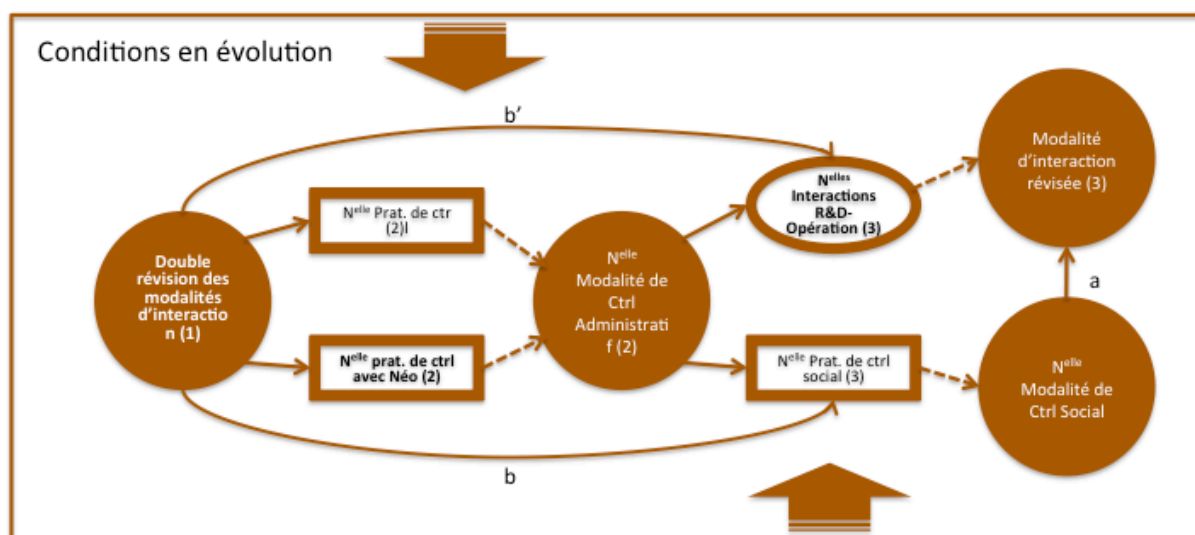 Conditions en évolution
b’
Modalité
d’interaction
révisée (3)
Nelles
Interactions
R&D-
Opération (3)
Nelle Prat. de ctr
(2)l
Double
révision des
modalités
d’interactio
n (1)
Nelle
Modalité de
Ctrl
Administrati
f (2)
a
Nelle prat. de ctrl
avec Néo (2)
Nelle Prat. de ctrl
social (3)
Nelle
Modalité de
Ctrl Social
b